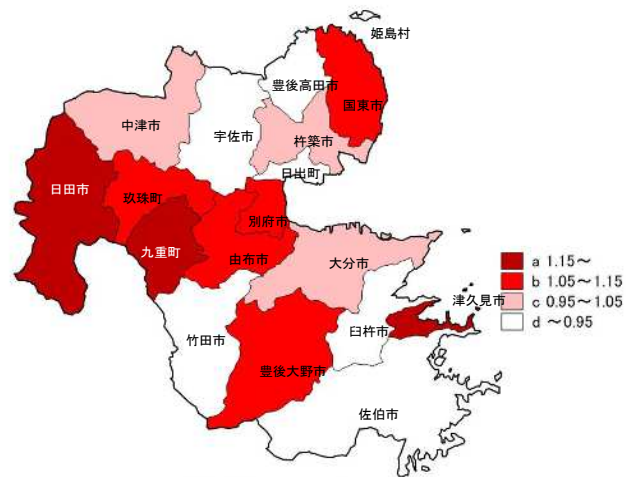 姫島村
豊後高田市
国東市
中津市
宇佐市
杵築市
日出町
日田市
玖珠町
別府市
九重町
由布市
大分市
a 1.15～
b 1.05～1.15
c 0.95～1.05
d ～0.95
津久見市
臼杵市
竹田市
豊後大野市
佐伯市